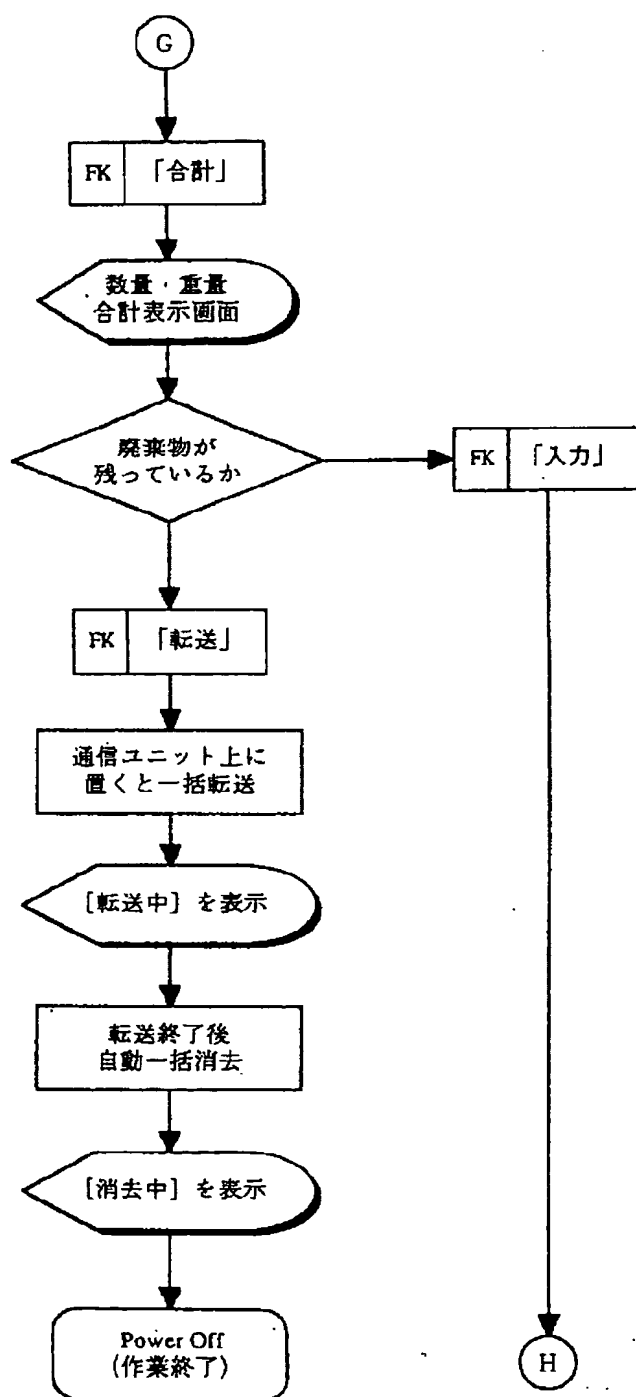 G
FK 「合計」
数量・重量
合計表示画面
廃棄物が
残っているか
FK 「入力」
FK 「転送」
通信ユニット上に
置くと一括転送
[転送中] を表示
転送終了後
自動一括消去
[消去中] を表示
Power Off
(作業終了)
H